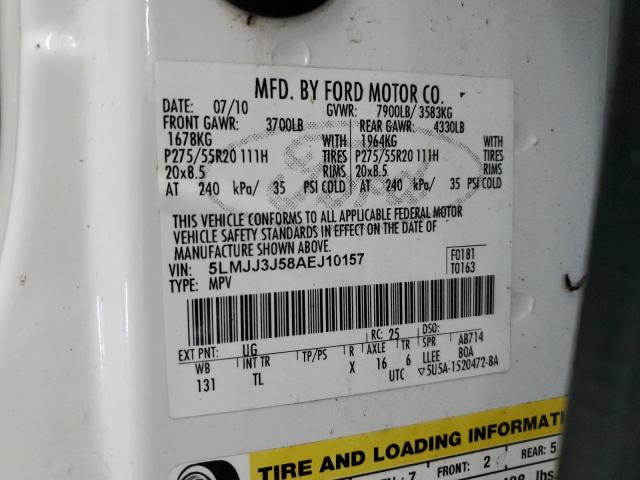 MFD. BY FORD MOTOR CO.
DATE: 07/10 GVWR: 7900LB/ 3583KG
FRONT GAWR: 3700LB REAR GAWR: 4330LB
1678KG WITH 1964KG WITH
P275/55R20 111H TIRES P275/55R20 111H TIRES
20x8.5 RIMS 20x8.5 RIMS
AT 240 kPa/ 35 PSI COLD AT 240 kPa/ 35 PSI COLD
THIS VEHICLE CONFORMS TO ALL APPLICABLE FEDERAL MOTOR
VEHICLE SAFETY STANDARDS IN EFFECT ON THE DATE OF
MANUFACTURE SHOWN ABOVE.
VIN: 5LMJJ3J58AEJ10157 F0181
TYPE: MPV T0163
EXT PNT: UG RC: 25 DSO:
WB INT TR TP/PS R AXLE TR SPR AB714
131 TL X 16 6 LLEE B0A
UTC ▽5U5A-1520472-BA
TIRE AND LOADING INFORMATI
7 FRONT: 2 REAR: 5
lbs